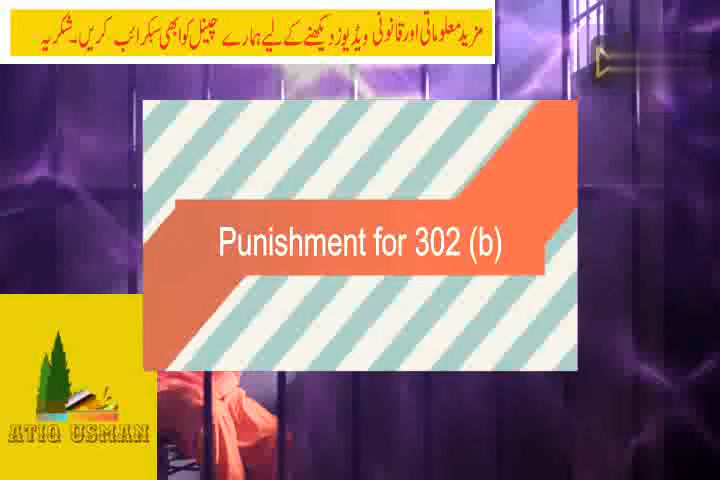 مزید معلوماتی اور قانونی ویڈیوز دیکھنے کے لیے ہمارے چینل کو ابھی سبکرائب کریں۔ شکریہ
Punishment for 302 (b)
ATIQ USMAN